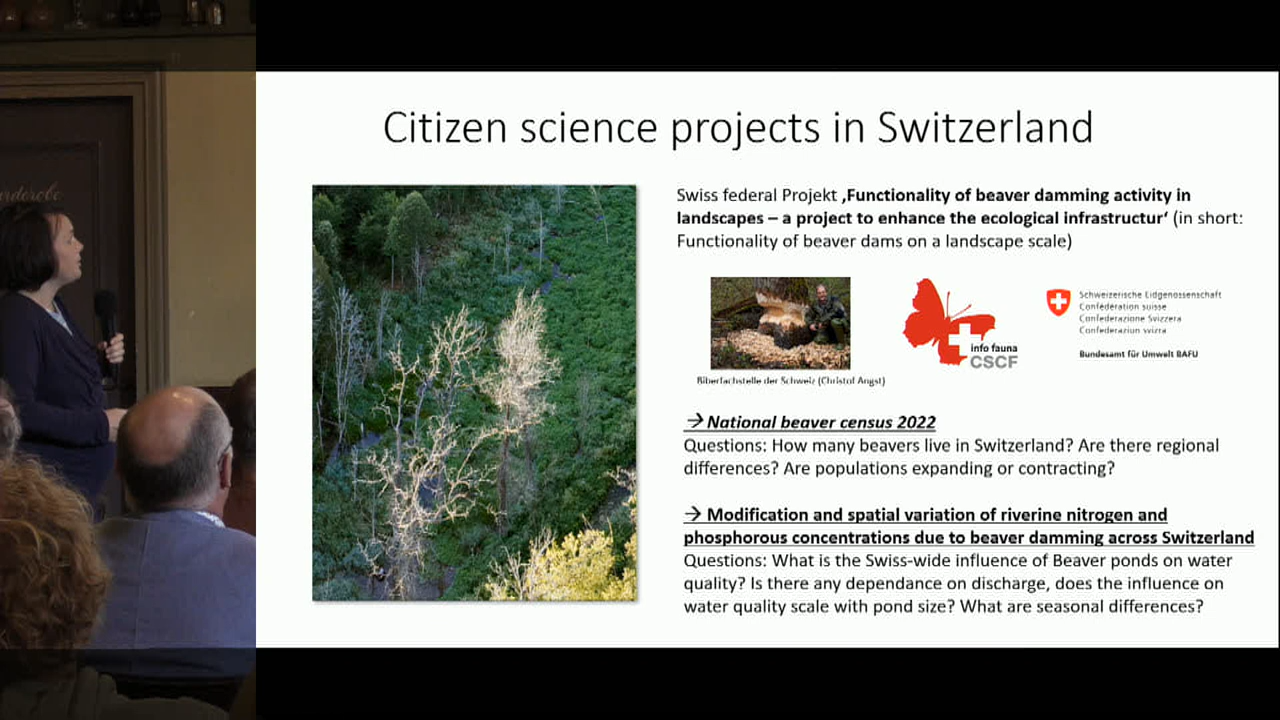 Citizen science projects in Switzerland
Swiss federal Projekt ‚Functionality of beaver damming activity in
landscapes – a project to enhance the ecological infrastructur‘ (in short:
Functionality of beaver dams on a landscape scale)
info fauna
CSCF
Schweizerische Eidgenossenschaft
Confédération suisse
Confederazione Svizzera
Confederaziun svizra
Bundesamt für Umwelt BAFU
Biberfachstelle der Schweiz (Christof Angst)
→ National beaver census 2022
Questions: How many beavers live in Switzerland? Are there regional
differences? Are populations expanding or contracting?
→ Modification and spatial variation of riverine nitrogen and
phosphorous concentrations due to beaver damming across Switzerland
Questions: What is the Swiss-wide influence of Beaver ponds on water
quality? Is there any dependance on discharge, does the influence on
water quality scale with pond size? What are seasonal differences?